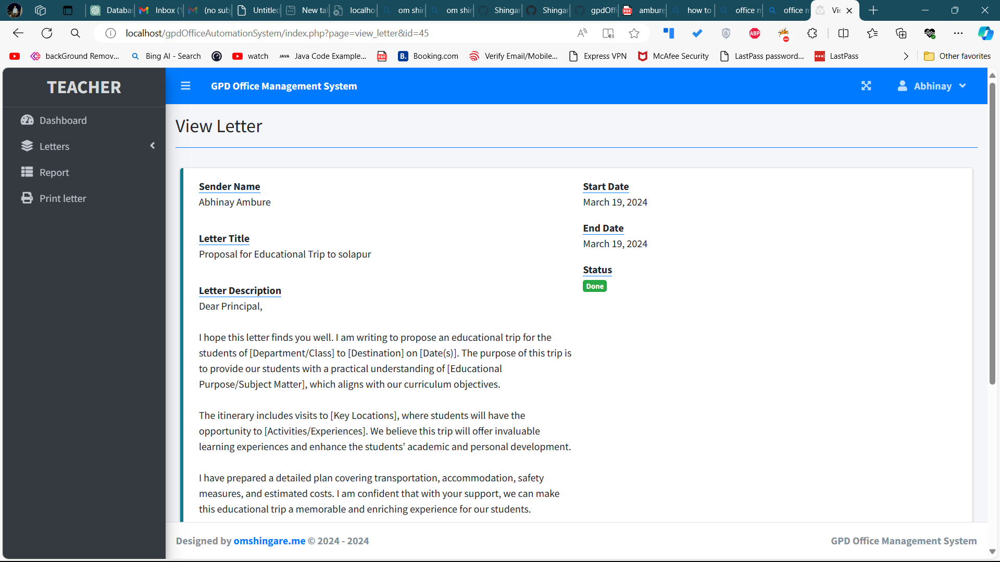 Databas
Inbox (1
(no sub
Untitled
New tal
localho
om shin
om shin
Shingar
Shingar
gpdOffi
ambure
how to
office m
office m
Vie
localhost/gpdOfficeAutomationSystem/index.php?page=view_letter&id=45
ABP
backGround Remov...
Bing AI - Search
watch
JAVA Java Code Example...
PDF
B. Booking.com
Verify Email/Mobile...
Express VPN
McAfee Security
LastPass password...
LastPass
Other favorites
TEACHER
GPD Office Management System
Abhinay
Dashboard
Letters
Report
Print letter
View Letter
Sender Name
Abhinay Ambure
Letter Title
Proposal for Educational Trip to solapur
Letter Description
Dear Principal,
I hope this letter finds you well. I am writing to propose an educational trip for the
students of [Department/Class] to [Destination] on [Date(s)]. The purpose of this trip is
to provide our students with a practical understanding of [Educational
Purpose/Subject Matter], which aligns with our curriculum objectives.
The itinerary includes visits to [Key Locations], where students will have the
opportunity to [Activities/Experiences]. We believe this trip will offer invaluable
learning experiences and enhance the students’ academic and personal development.
I have prepared a detailed plan covering transportation, accommodation, safety
measures, and estimated costs. I am confident that with your support, we can make
this educational trip a memorable and enriching experience for our students.
Start Date
March 19, 2024
End Date
March 19, 2024
Status
Done
Designed by omshingare.me © 2024 - 2024
GPD Office Management System